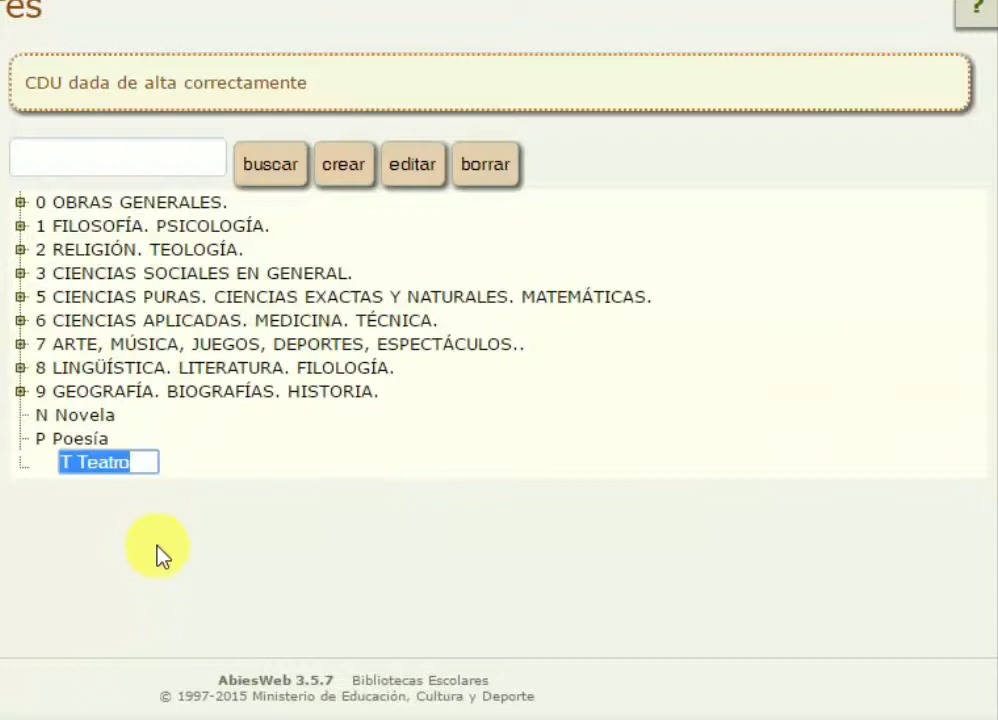 es
?
CDU dada de alta correctamente
buscar crear editar borrar
0 OBRAS GENERALES.
1 FILOSOFÍA. PSICOLOGÍA.
2 RELIGIÓN. TEOLOGÍA.
3 CIENCIAS SOCIALES EN GENERAL.
5 CIENCIAS PURAS. CIENCIAS EXACTAS Y NATURALES. MATEMÁTICAS.
6 CIENCIAS APLICADAS. MEDICINA. TÉCNICA.
7 ARTE, MÚSICA, JUEGOS, DEPORTES, ESPECTÁCULOS..
8 LINGÜÍSTICA. LITERATURA. FILOLOGÍA.
9 GEOGRAFÍA. BIOGRAFÍAS. HISTORIA.
N Novela
P Poesía
T Teatro
AbiesWeb 3.5.7 Bibliotecas Escolares
© 1997-2015 Ministerio de Educación, Cultura y Deporte